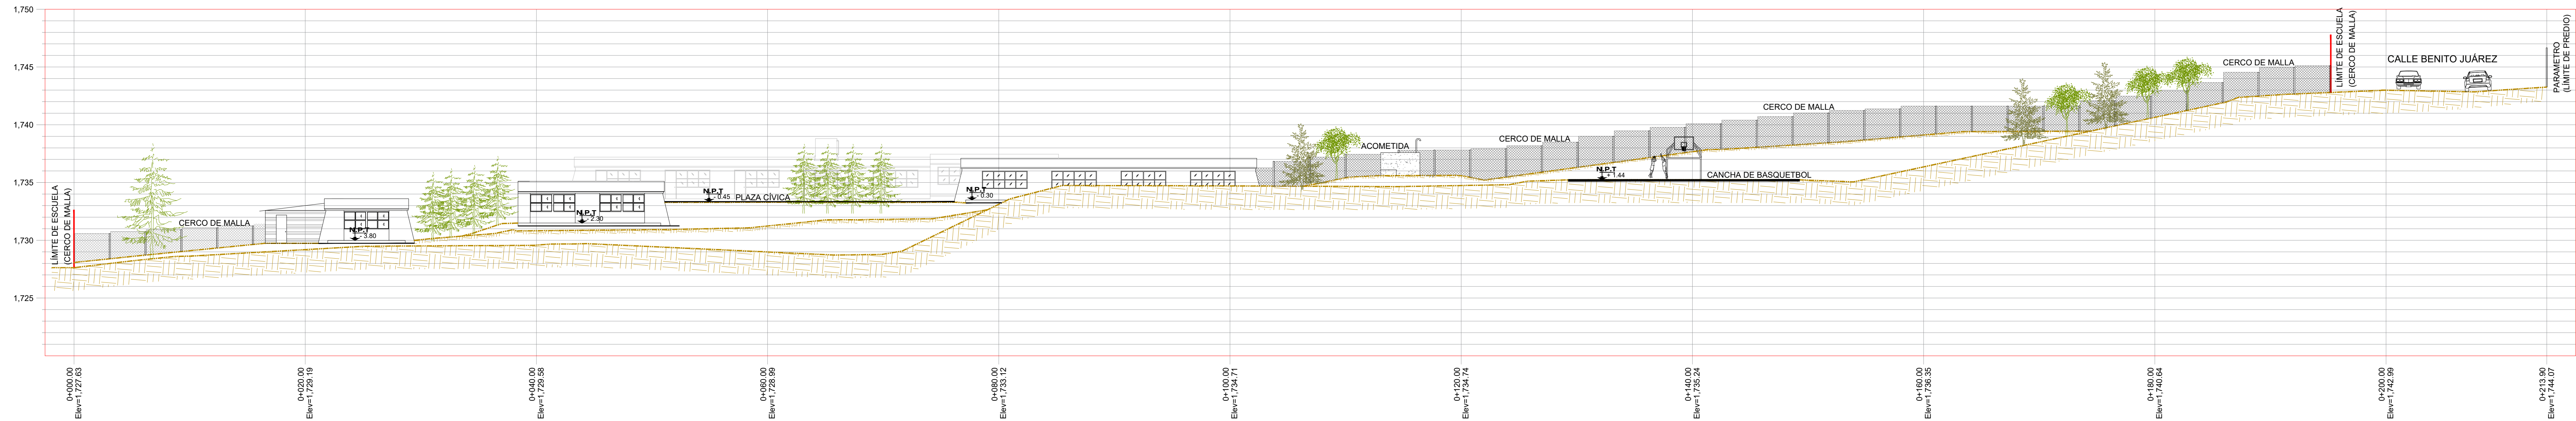 1,750
1,745
1,740
1,735
1,730
1,725
LÍMITE DE ESCUELA
(CERCO DE MALLA)
CERCO DE MALLA
N.P.T
- 3.80
N.P.T
- 2.30
N.P.T
- 0.45
PLAZA CÍVICA
N.P.T
- 0.30
ACOMETIDA
CERCO DE MALLA
N.P.T
+ 1.44
CANCHA DE BASQUETBOL
CERCO DE MALLA
CERCO DE MALLA
LÍMITE DE ESCUELA
(CERCO DE MALLA)
CALLE BENITO JUÁREZ
PARAMETRO
(LÍMITE DE PREDIO)
0+000.00
Elev=1,727.63
0+020.00
Elev=1,729.19
0+040.00
Elev=1,729.58
0+060.00
Elev=1,728.99
0+080.00
Elev=1,733.12
0+100.00
Elev=1,734.71
0+120.00
Elev=1,734.74
0+140.00
Elev=1,735.24
0+160.00
Elev=1,736.35
0+180.00
Elev=1,740.64
0+200.00
Elev=1,742.99
0+213.90
Elev=1,744.07